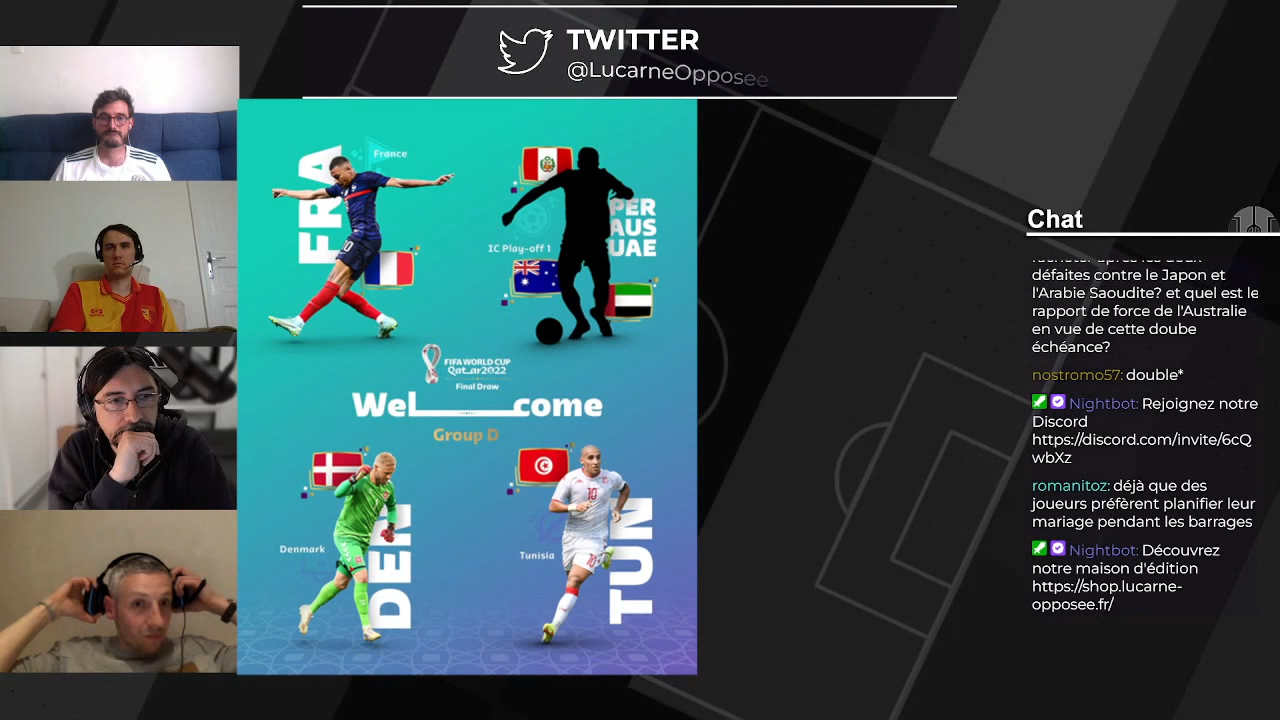 TWITTER
@LucarneOpposee
FRA
France
PER
AUS
UAE
IC Play-off 1
10
FIFA WORLD CUP
Qatar2022
Final Draw
Wel come
Group D
Denmark
DEN
Tunisia
TUN
10
10
Chat
défaites contre le Japon et
l'Arabie Saoudite? et quel est le
rapport de force de l'Australie
en vue de cette doube
échéance?
nostromo57: double*
Nightbot: Rejoignez notre
Discord
https://discord.com/invite/6cQ
wbXz
romanitoz: déjà que des
joueurs préfèrent planifier leur
mariage pendant les barrages
Nightbot: Découvrez
notre maison d'édition
https://shop.lucarne-
opposee.fr/